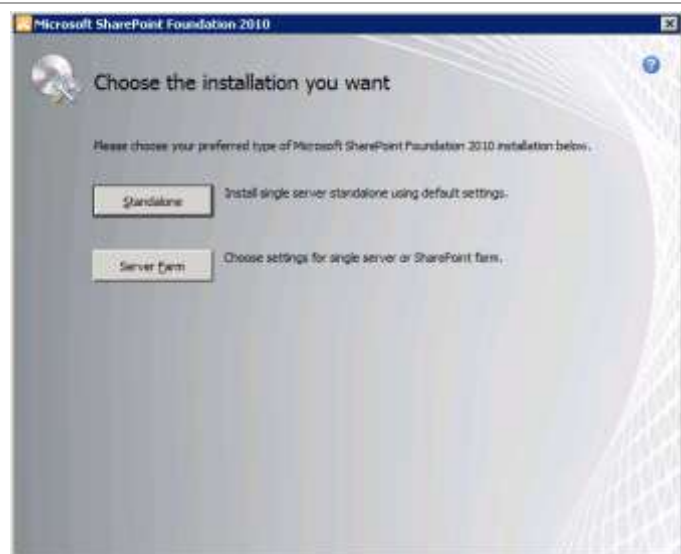 Microsoft SharePoint Foundation 2010
Choose the installation you want
Please choose your preferred type of Microsoft SharePoint Foundation 2010 installation below.
Standalone
Install single server standalone using default settings.
Server Farm
Choose settings for single server or SharePoint farm.